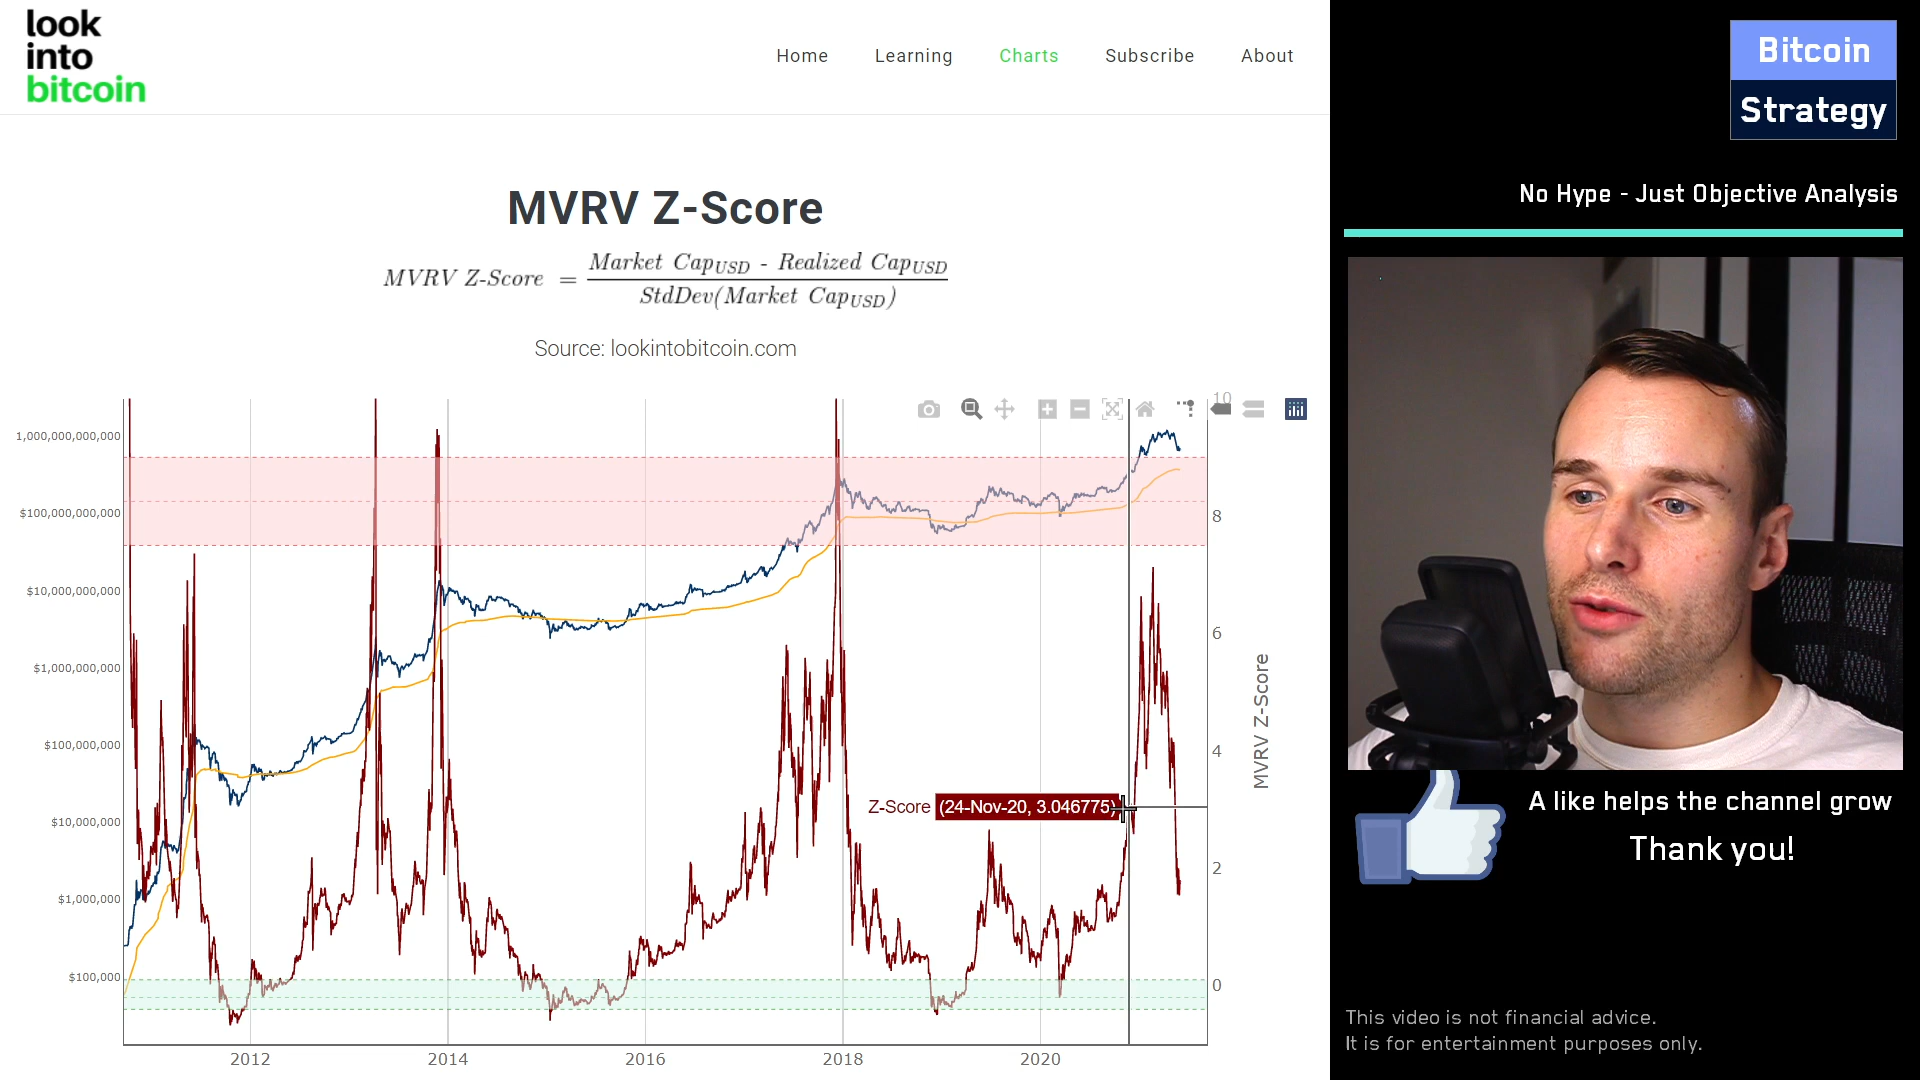 look
into
bitcoin
Home
Learning
Charts
Subscribe
About
Bitcoin
Strategy
No Hype - Just Objective Analysis
MVRV Z-Score
MVRV Z-Score = Market Cap_USD - Realized Cap_USD
StdDev(Market Cap_USD)
Source: lookintobitcoin.com
10
1,000,000,000,000
$100,000,000,000
$10,000,000,000
$1,000,000,000
$100,000,000
$10,000,000
$1,000,000
$100,000
8
6
4
2
0
MVRV Z-Score
Z-Score (24-Nov-20, 3.046775)
2012
2014
2016
2018
2020
A like helps the channel grow
Thank you!
This video is not financial advice.
It is for entertainment purposes only.